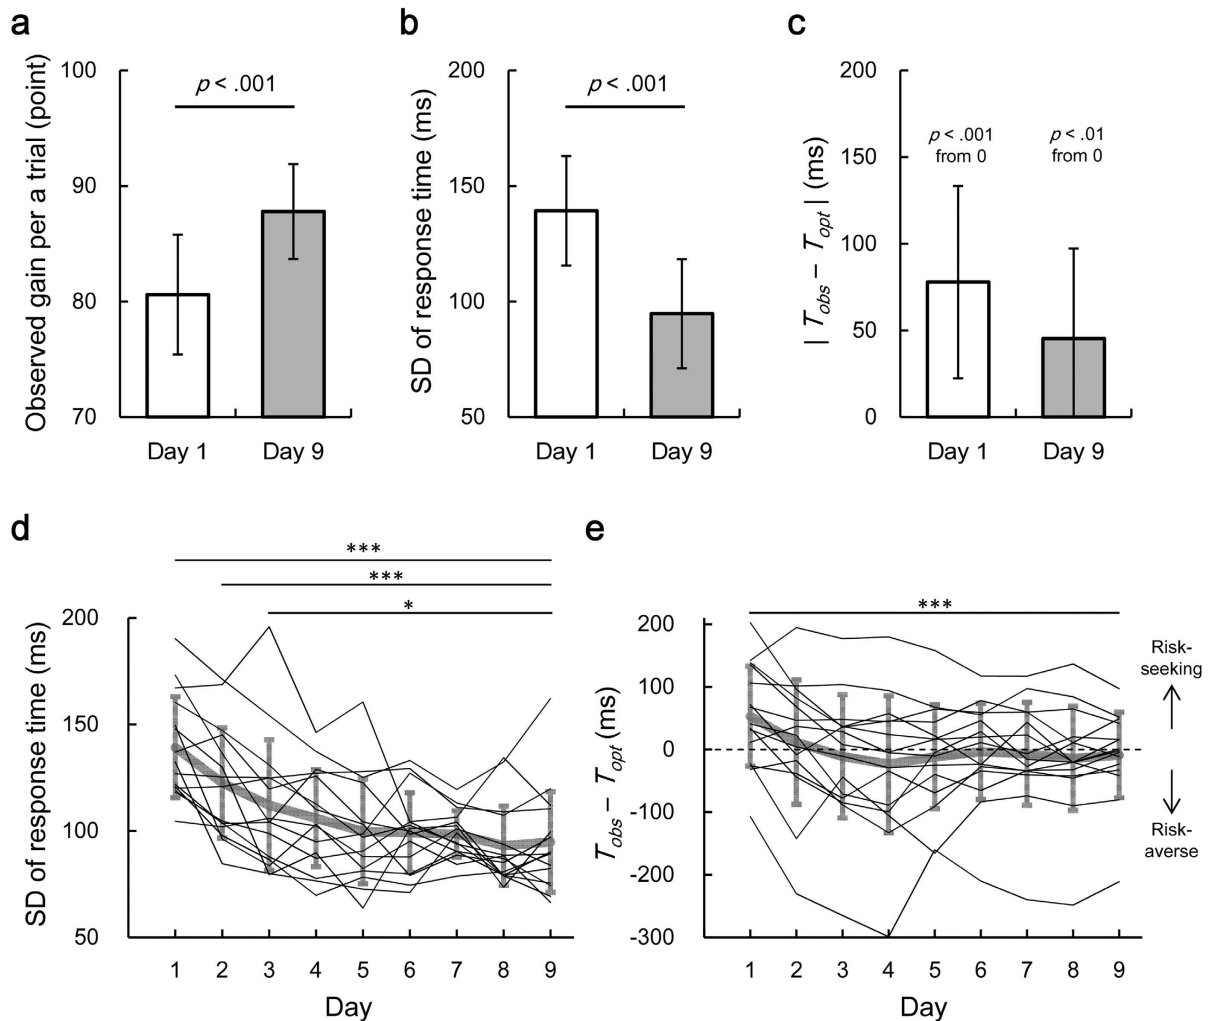 a
Observed gain per a trial (point)
100
90
80
70
p < .001
Day 1
Day 9
b
SD of response time (ms)
200
150
100
50
p < .001
Day 1
Day 9
c
| Tobs − Topt | (ms)
200
150
100
50
0
p < .001
from 0
p < .01
from 0
Day 1
Day 9
d
SD of response time (ms)
200
150
100
50
***
***
*
1 2 3 4 5 6 7 8 9
Day
e
Tobs − Topt (ms)
200
100
0
-100
-200
-300
***
1 2 3 4 5 6 7 8 9
Day
Risk-
seeking
Risk-
averse